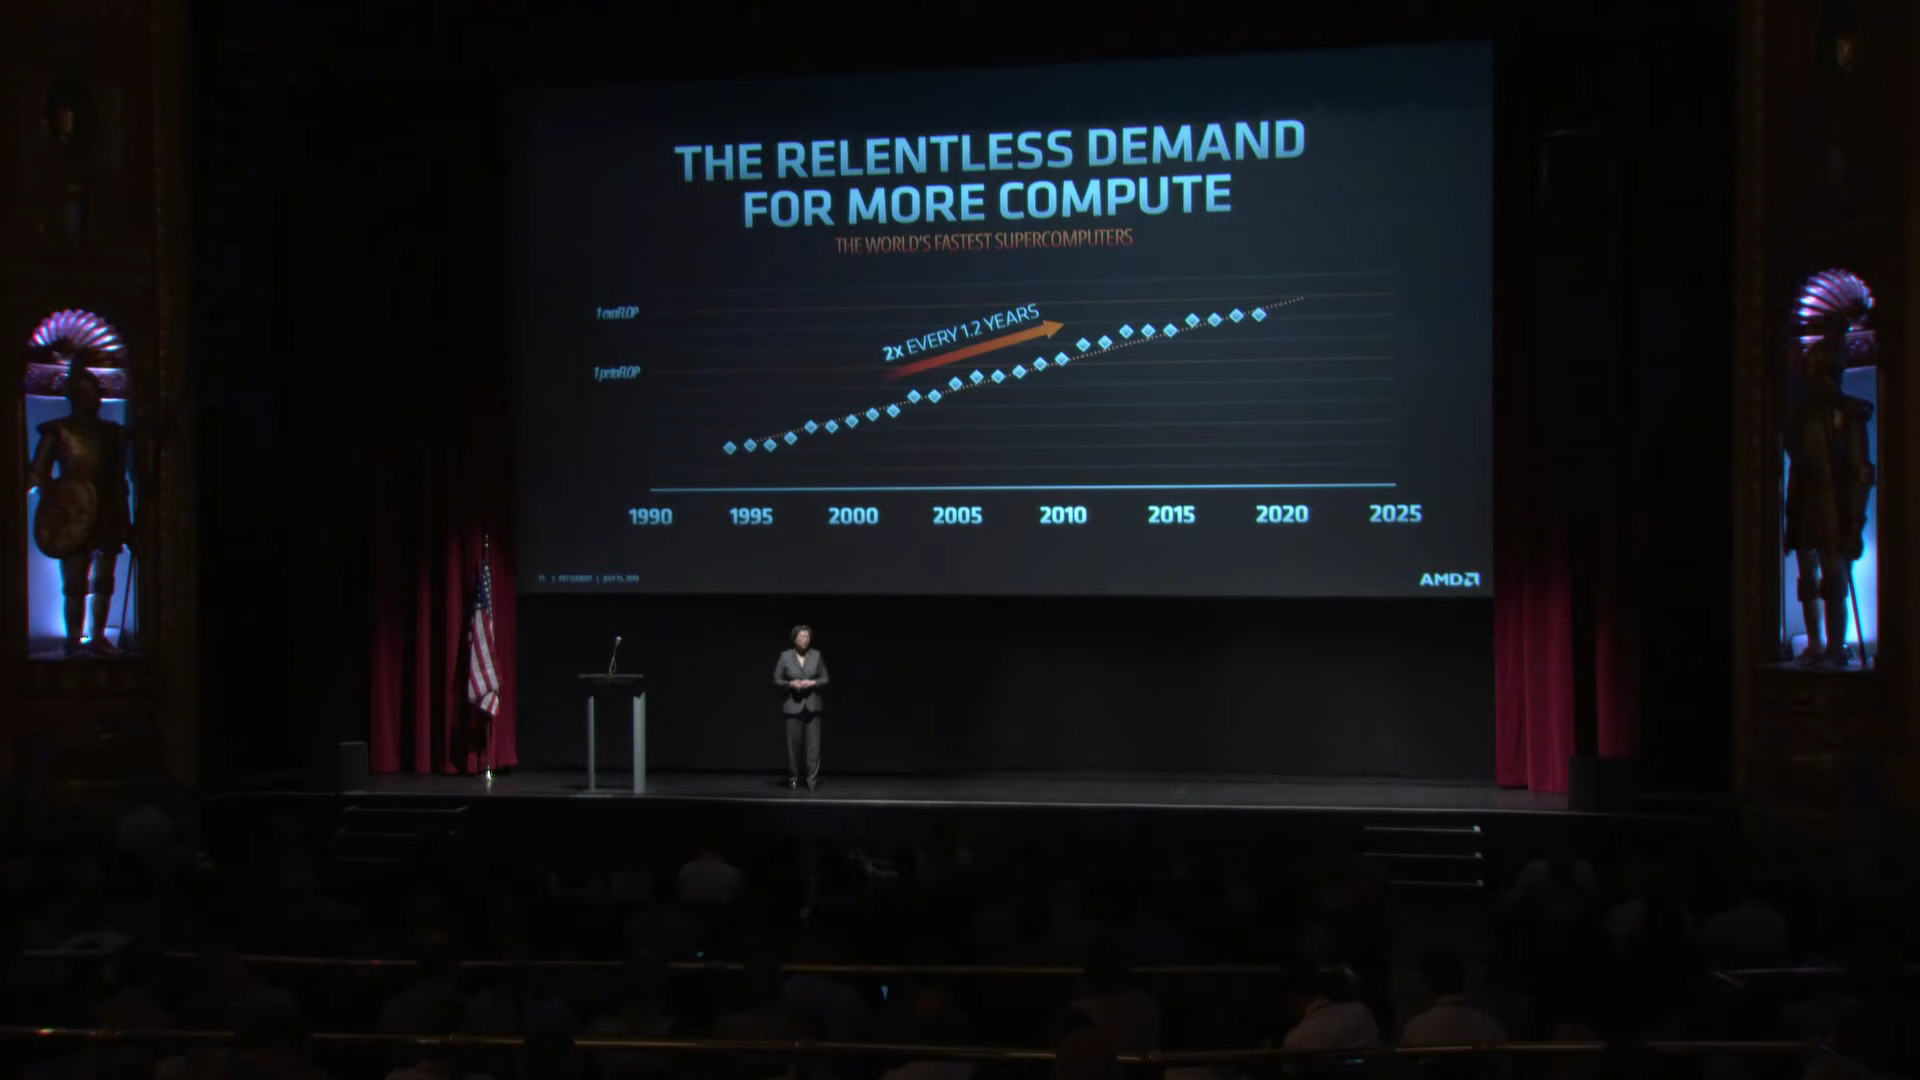 THE RELENTLESS DEMAND
FOR MORE COMPUTE
THE WORLD'S FASTEST SUPERCOMPUTERS
1 exaFLOP
2x EVERY 1.2 YEARS
1 petaFLOP
1990 1995 2000 2005 2010 2015 2020 2025
AMD